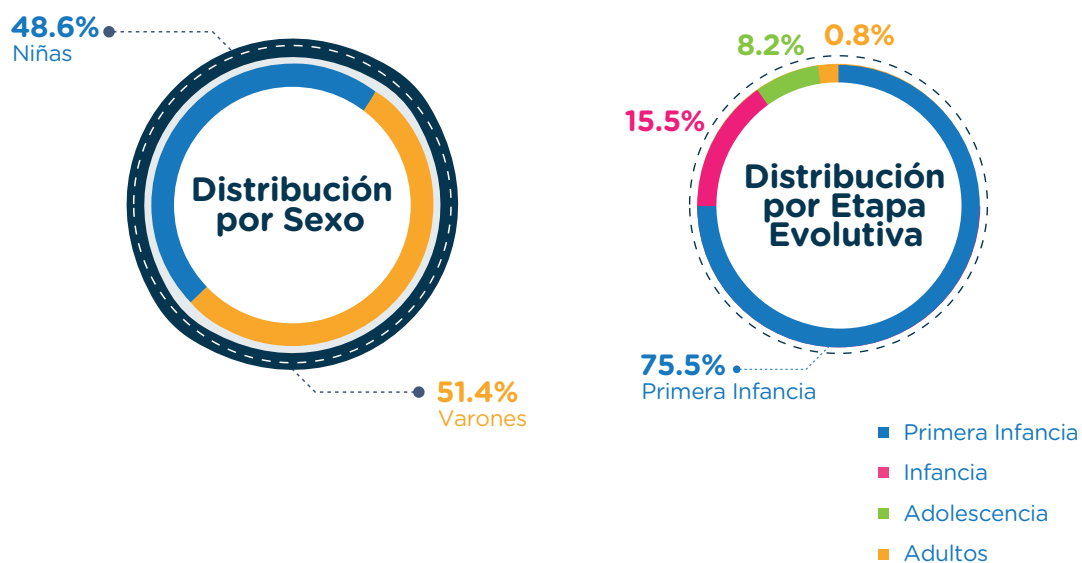 48.6%
Niñas
Distribución
por Sexo
51.4%
Varones
0.8%
8.2%
15.5%
Distribución
por Etapa
Evolutiva
75.5%
Primera Infancia
Primera Infancia
Infancia
Adolescencia
Adultos